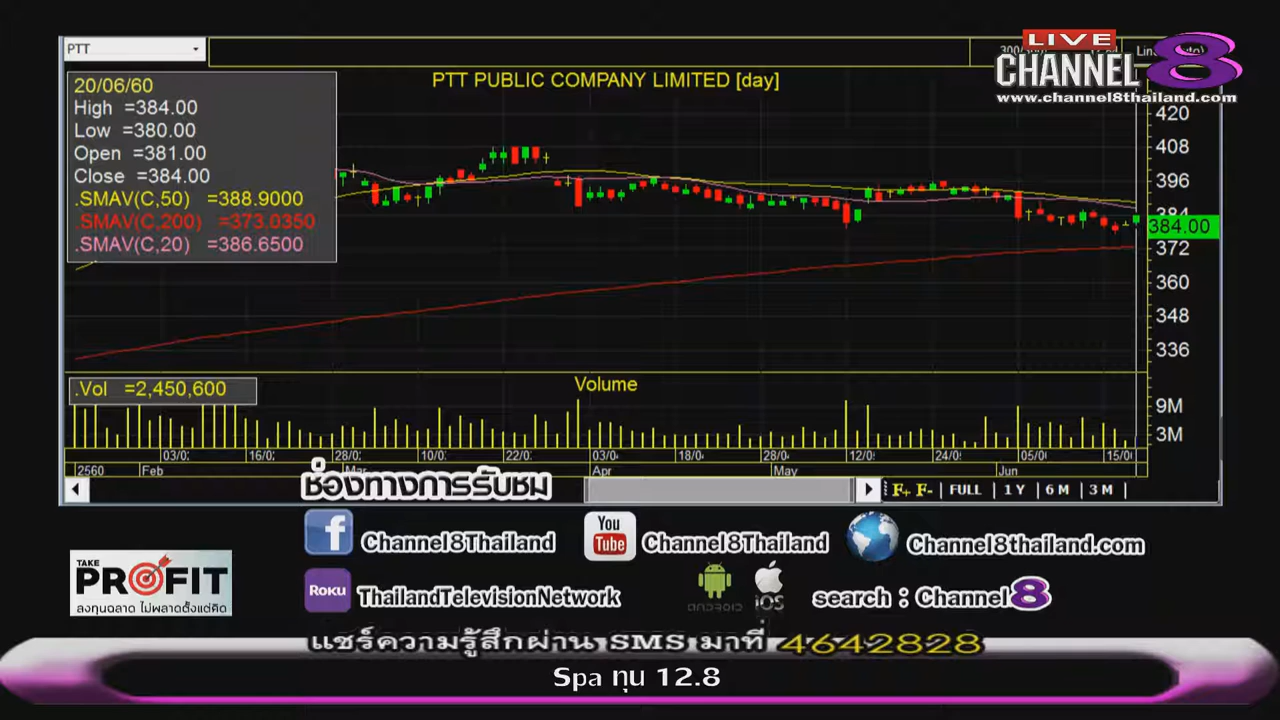 PTT
LIVE
CHANNEL 8
www.channel8thailand.com
PTT PUBLIC COMPANY LIMITED [day]
20/06/60
High =384.00
Low =380.00
Open =381.00
Close =384.00
.SMAV(C,50) =388.9000
.SMAV(C,200) =373.0350
.SMAV(C,20) =386.6500
420
408
396
384
384.00
372
360
348
336
.Vol =2,450,600
Volume
9M
3M
03/0 16/0 28/0 10/0 22/0 03/0 18/0 28/0 12/0 24/0 05/0 15/0
2560 Feb Mar Apr May Jun
F+ F- FULL 1 Y 6 M 3 M
ช่องทางการรับชม
f Channel8Thailand
You Tube Channel8Thailand
Channel8thailand.com
TAKE PROFIT
ลงทุนฉลาด ไม่พลาดตั้งแต่คิด
Roku ThailandTelevisionNetwork
ANDROID iOS
search : Channel8
แชร์ความรู้สึกผ่าน SMS มาที่ 4642828
Spa ทุน 12.8